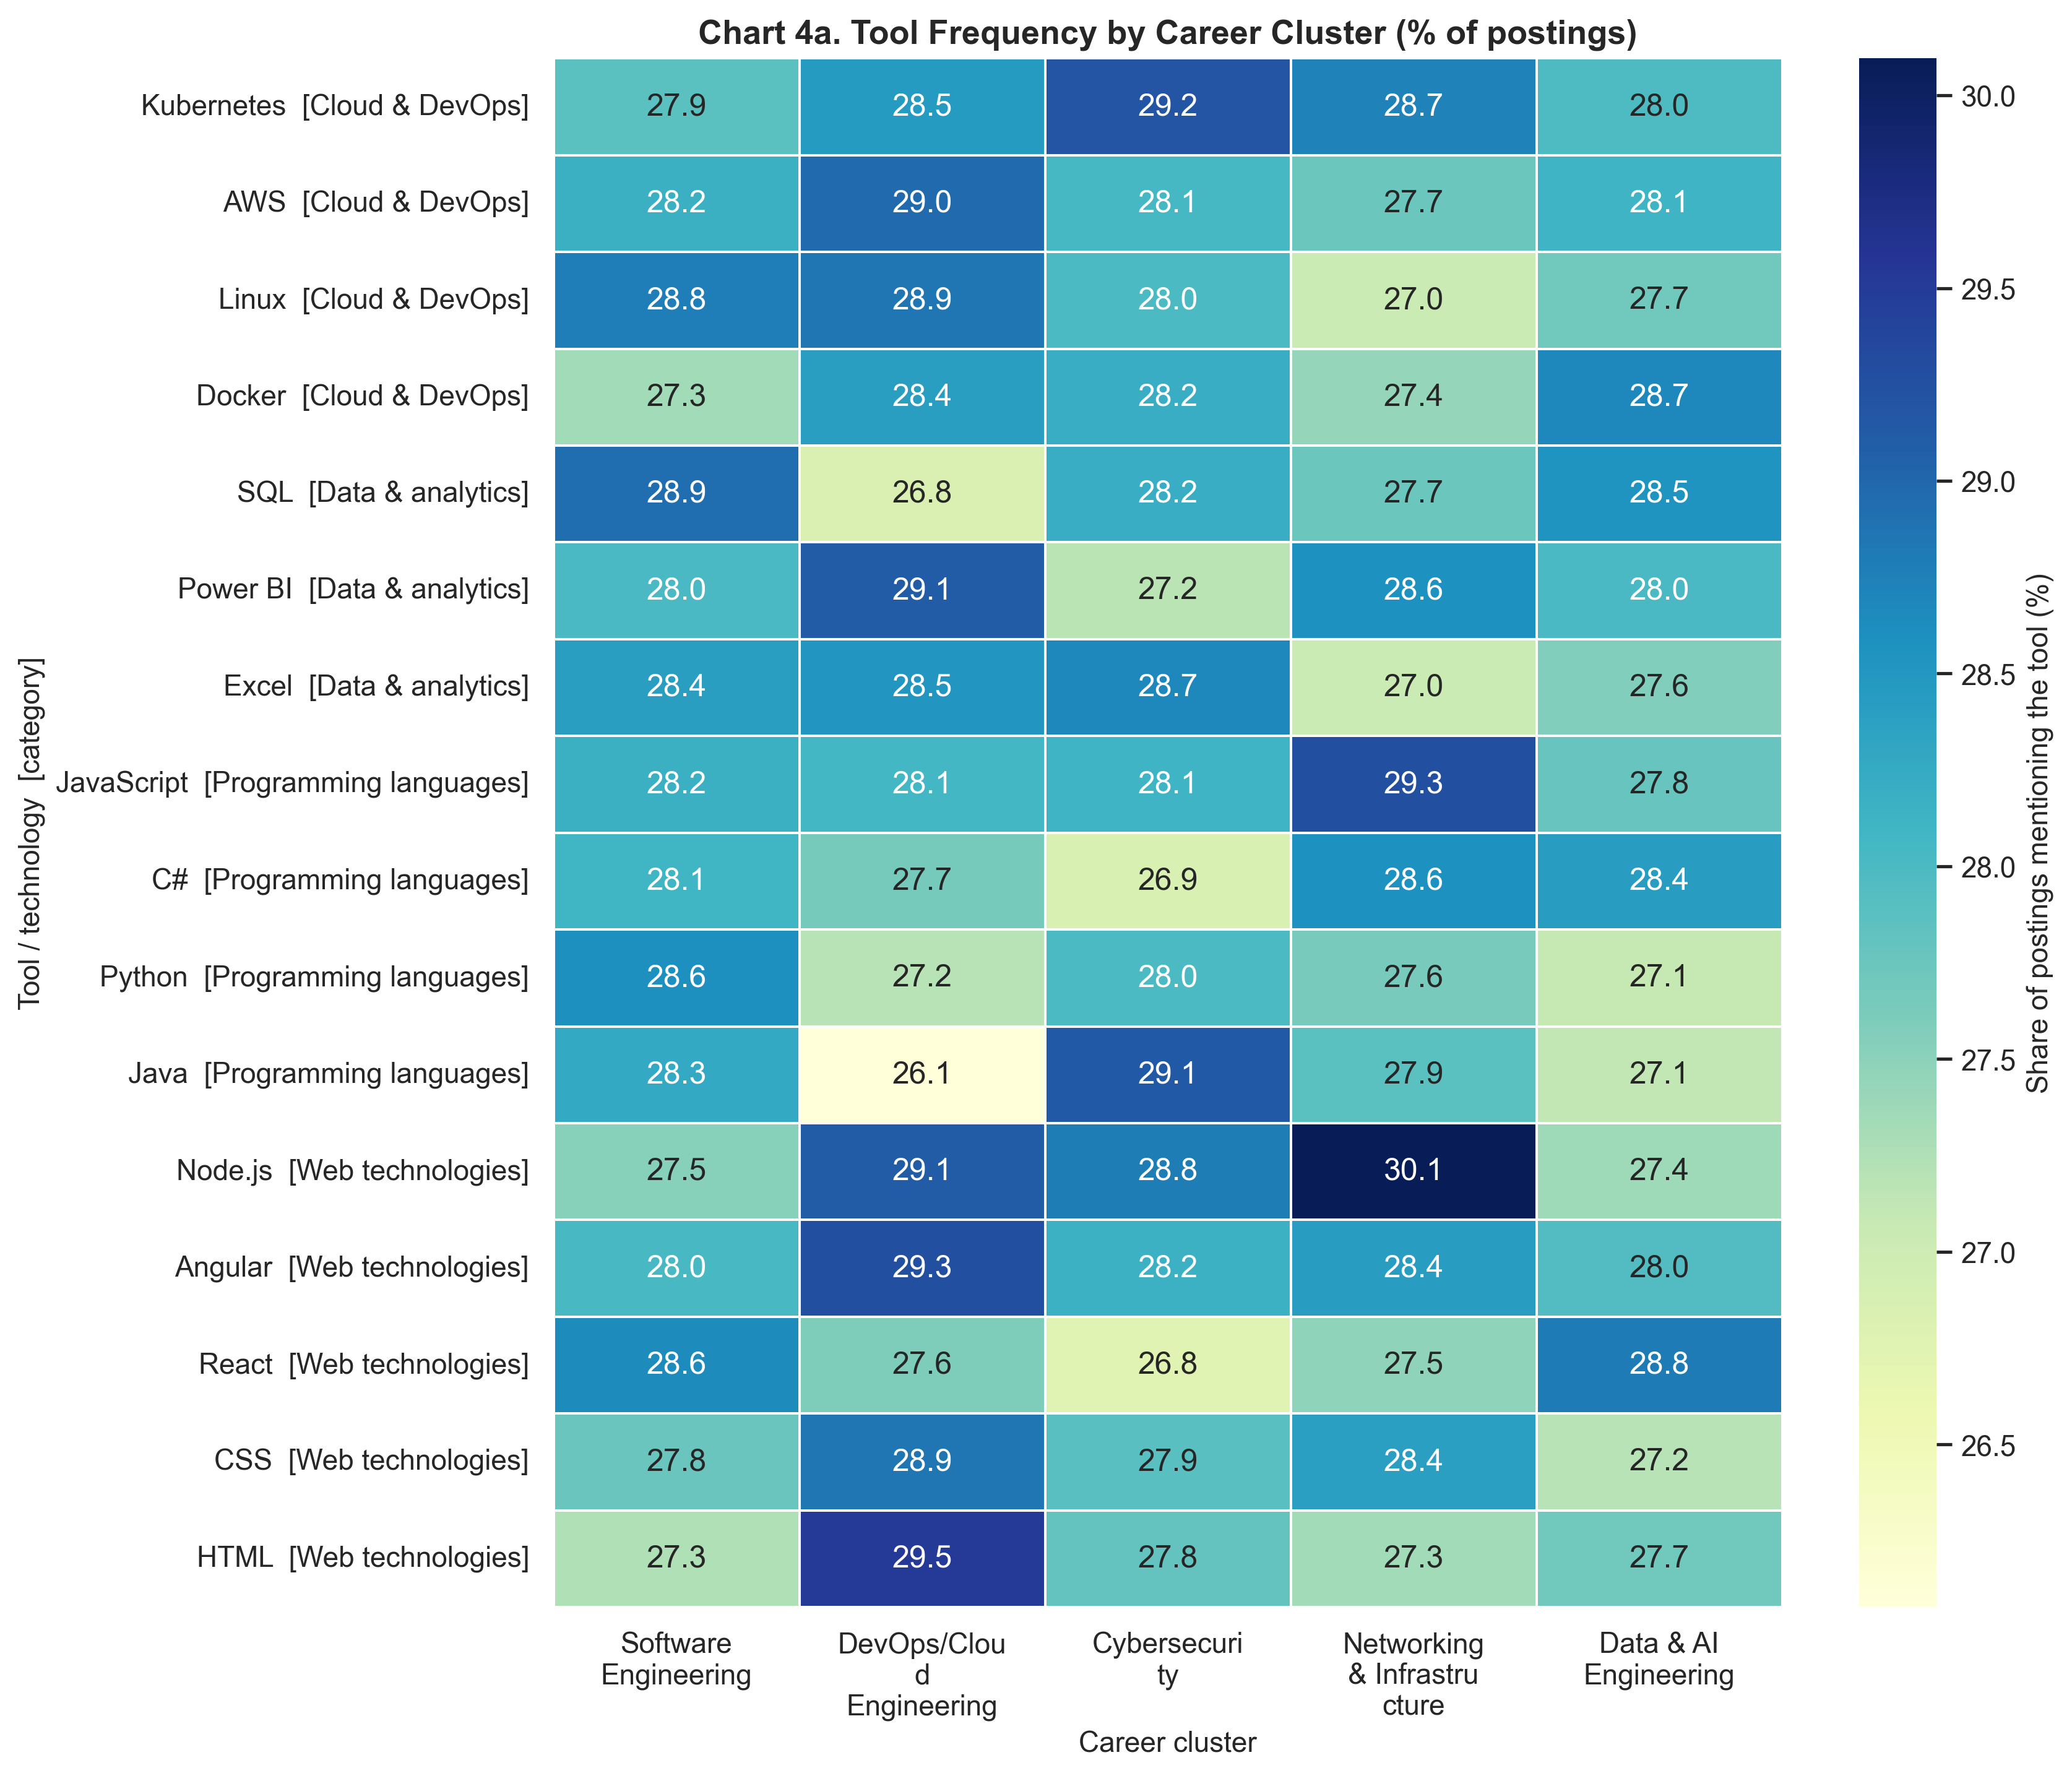 Chart 4a. Tool Frequency by Career Cluster (% of postings)
Tool / technology  [category]
Kubernetes  [Cloud & DevOps] 27.9 28.5 29.2 28.7 28.0
AWS  [Cloud & DevOps] 28.2 29.0 28.1 27.7 28.1
Linux  [Cloud & DevOps] 28.8 28.9 28.0 27.0 27.7
Docker  [Cloud & DevOps] 27.3 28.4 28.2 27.4 28.7
SQL  [Data & analytics] 28.9 26.8 28.2 27.7 28.5
Power BI  [Data & analytics] 28.0 29.1 27.2 28.6 28.0
Excel  [Data & analytics] 28.4 28.5 28.7 27.0 27.6
JavaScript  [Programming languages] 28.2 28.1 28.1 29.3 27.8
C#  [Programming languages] 28.1 27.7 26.9 28.6 28.4
Python  [Programming languages] 28.6 27.2 28.0 27.6 27.1
Java  [Programming languages] 28.3 26.1 29.1 27.9 27.1
Node.js  [Web technologies] 27.5 29.1 28.8 30.1 27.4
Angular  [Web technologies] 28.0 29.3 28.2 28.4 28.0
React  [Web technologies] 28.6 27.6 26.8 27.5 28.8
CSS  [Web technologies] 27.8 28.9 27.9 28.4 27.2
HTML  [Web technologies] 27.3 29.5 27.8 27.3 27.7
Software
Engineering
DevOps/Clou
d
Engineering
Cybersecuri
ty
Networking
& Infrastru
cture
Data & AI
Engineering
Career cluster
30.0
29.5
29.0
28.5
28.0
27.5
27.0
26.5
Share of postings mentioning the tool (%)